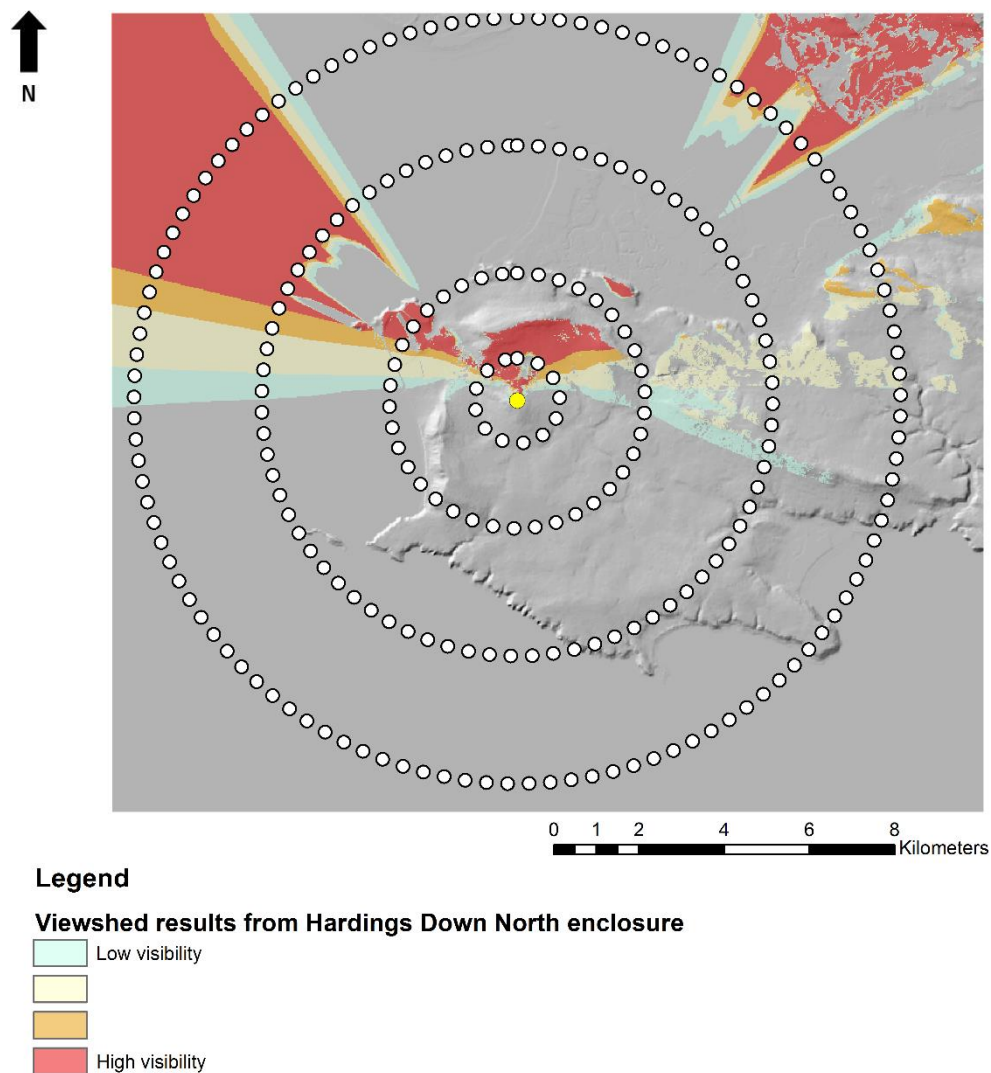 N
0 1 2 4 6 8
Kilometers
Legend
Viewshed results from Hardings Down North enclosure
Low visibility
High visibility